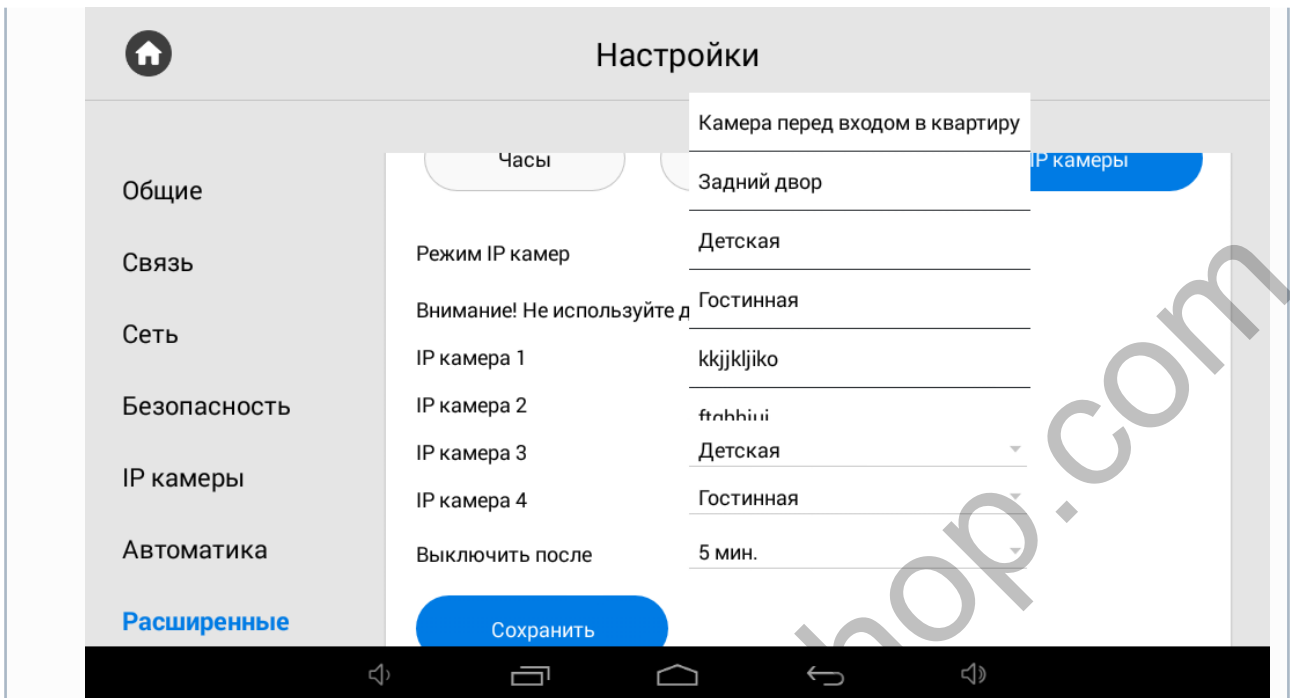 Настройки
Камера перед входом в квартиру
Часы
IP камеры
Задний двор
Общие
Детская
Режим IP камер
Связь
Гостинная
Внимание! Не используйте д
Сеть
IP камера 1
kkjjkljiko
Безопасность
IP камера 2
IP камера 3
Детская
IP камеры
IP камера 4
Гостинная
Автоматика
Выключить после
5 мин.
Расширенные
Сохранить
hop.com